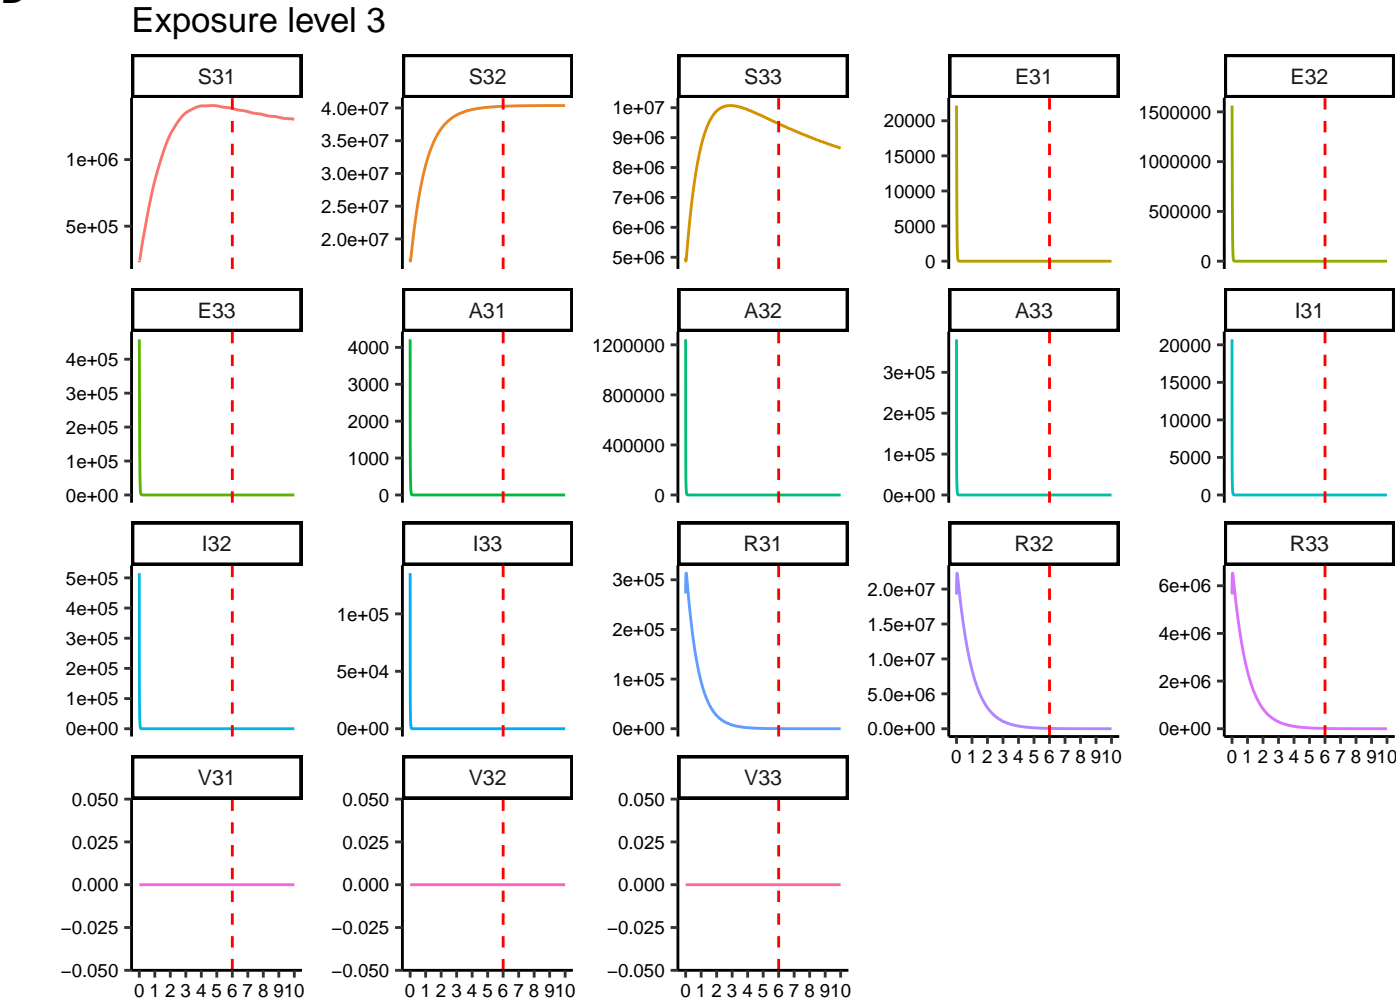 Exposure level 3
S31 S32 S33 E31 E32
1e+06
5e+05
4.0e+07
3.5e+07
3.0e+07
2.5e+07
2.0e+07
1e+07
9e+06
8e+06
7e+06
6e+06
5e+06
20000
15000
10000
5000
0
1500000
1000000
500000
0
E33 A31 A32 A33 I31
4e+05
3e+05
2e+05
1e+05
0e+00
4000
3000
2000
1000
0
1200000
800000
400000
0
3e+05
2e+05
1e+05
0e+00
20000
15000
10000
5000
0
I32 I33 R31 R32 R33
5e+05
4e+05
3e+05
2e+05
1e+05
0e+00
1e+05
5e+04
0e+00
3e+05
2e+05
1e+05
0e+00
2.0e+07
1.5e+07
1.0e+07
5.0e+06
0.0e+00
6e+06
4e+06
2e+06
0e+00
0 1 2 3 4 5 6 7 8 9 10
0 1 2 3 4 5 6 7 8 9 10
V31 V32 V33
0.050
0.025
0.000
−0.025
−0.050
0.050
0.025
0.000
−0.025
−0.050
0.050
0.025
0.000
−0.025
−0.050
0 1 2 3 4 5 6 7 8 9 10
0 1 2 3 4 5 6 7 8 9 10
0 1 2 3 4 5 6 7 8 9 10